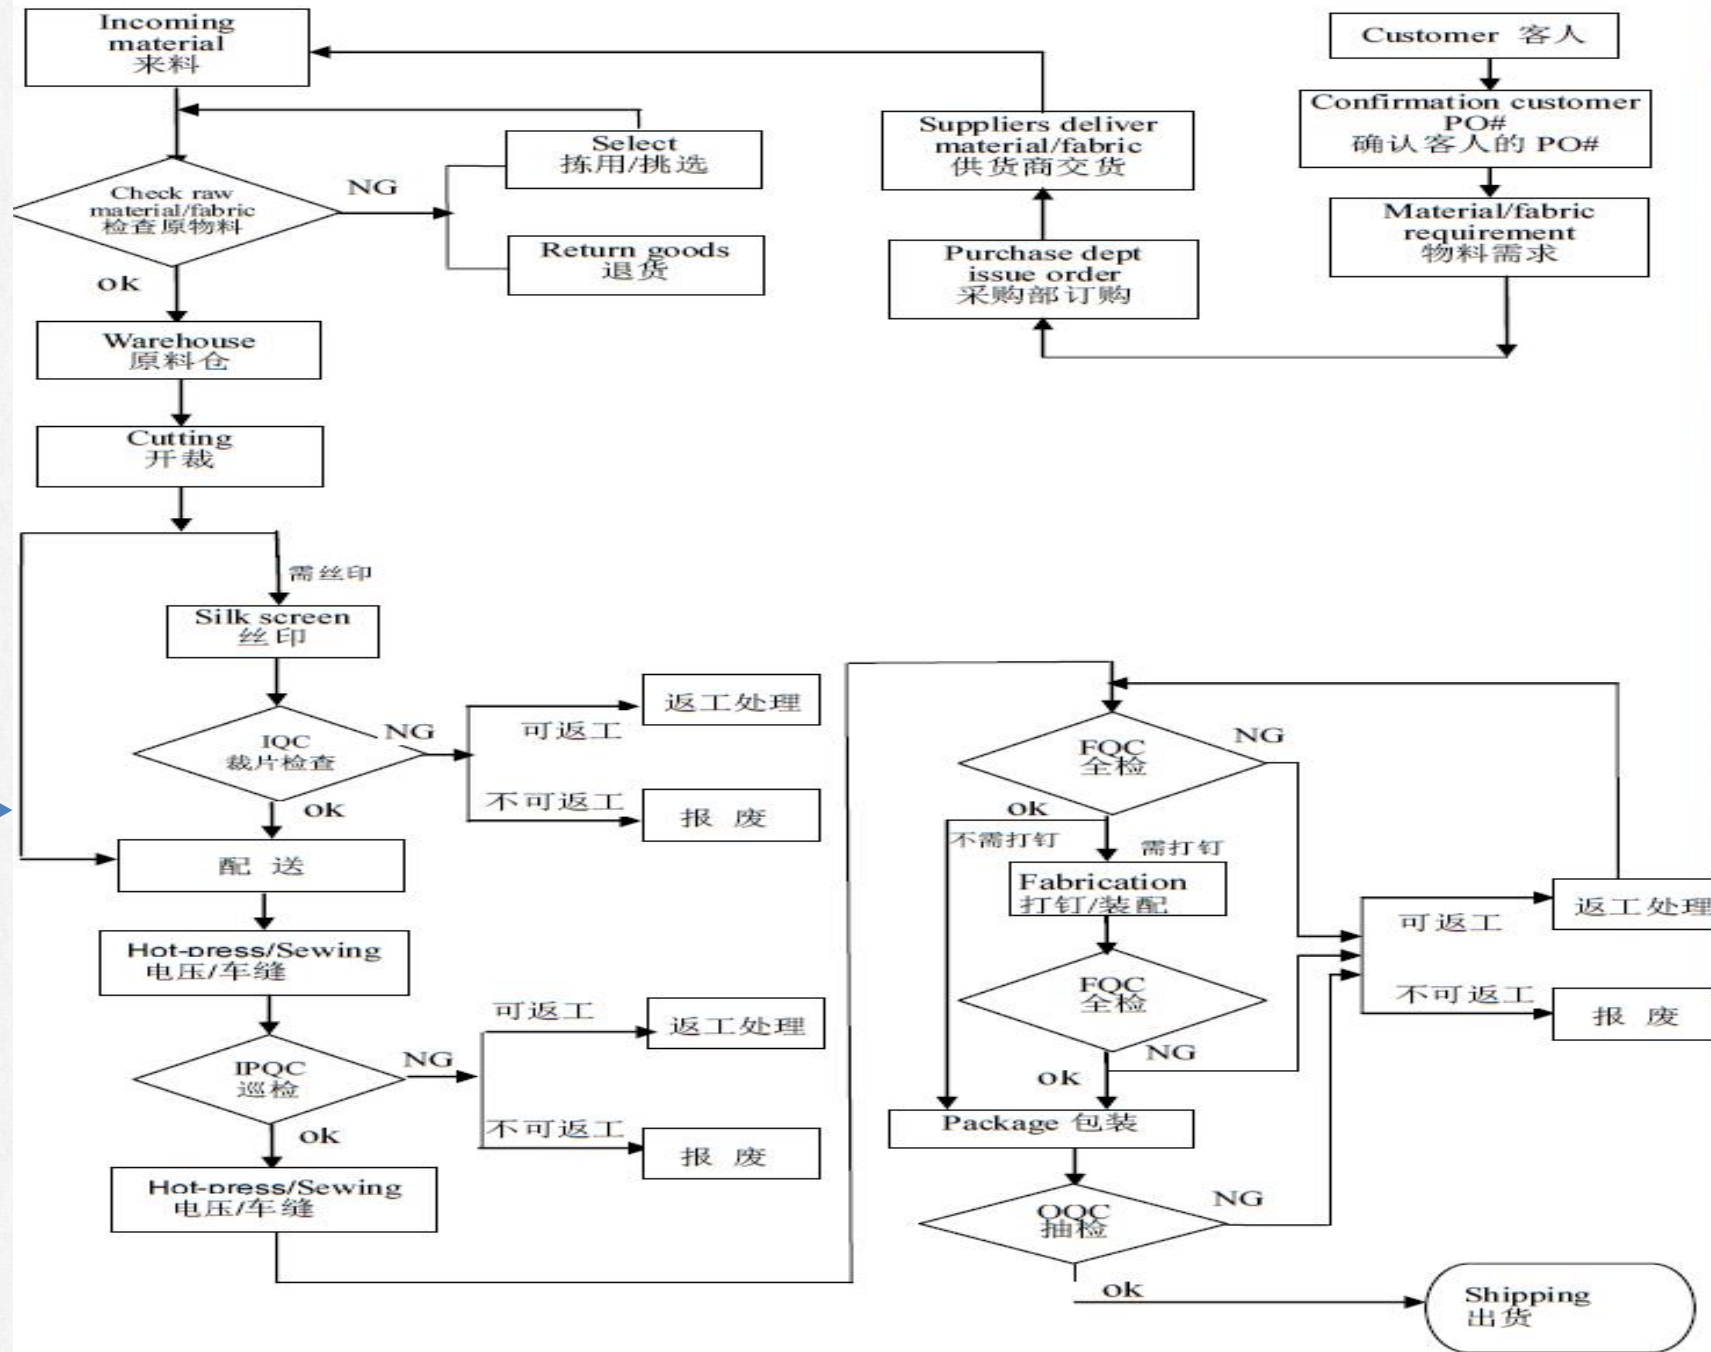 Incoming
material
来料
Customer 客人
Confirmation customer
PO#
确认客人的 PO#
Suppliers deliver
material/fabric
供货商交货
Select
拣用/挑选
NG
Check raw
material/fabric
检查原物料
Material/fabric
requirement
物料需求
Return goods
退货
Purchase dept
issue order
采购部订购
ok
Warehouse
原料仓
Cutting
开裁
需丝印
Silk screen
丝印
IQC
裁片检查
NG
可返工
返工处理
不可返工
报 废
ok
配 送
Hot-press/Sewing
电压/车缝
IPQC
巡检
NG
可返工
返工处理
不可返工
报 废
ok
Hot-press/Sewing
电压/车缝
FQC
全检
NG
ok
不需打钉
需打钉
Fabrication
打钉/装配
FQC
全检
NG
ok
可返工
返工处理
不可返工
报 废
Package 包装
OQC
抽检
NG
ok
Shipping
出货